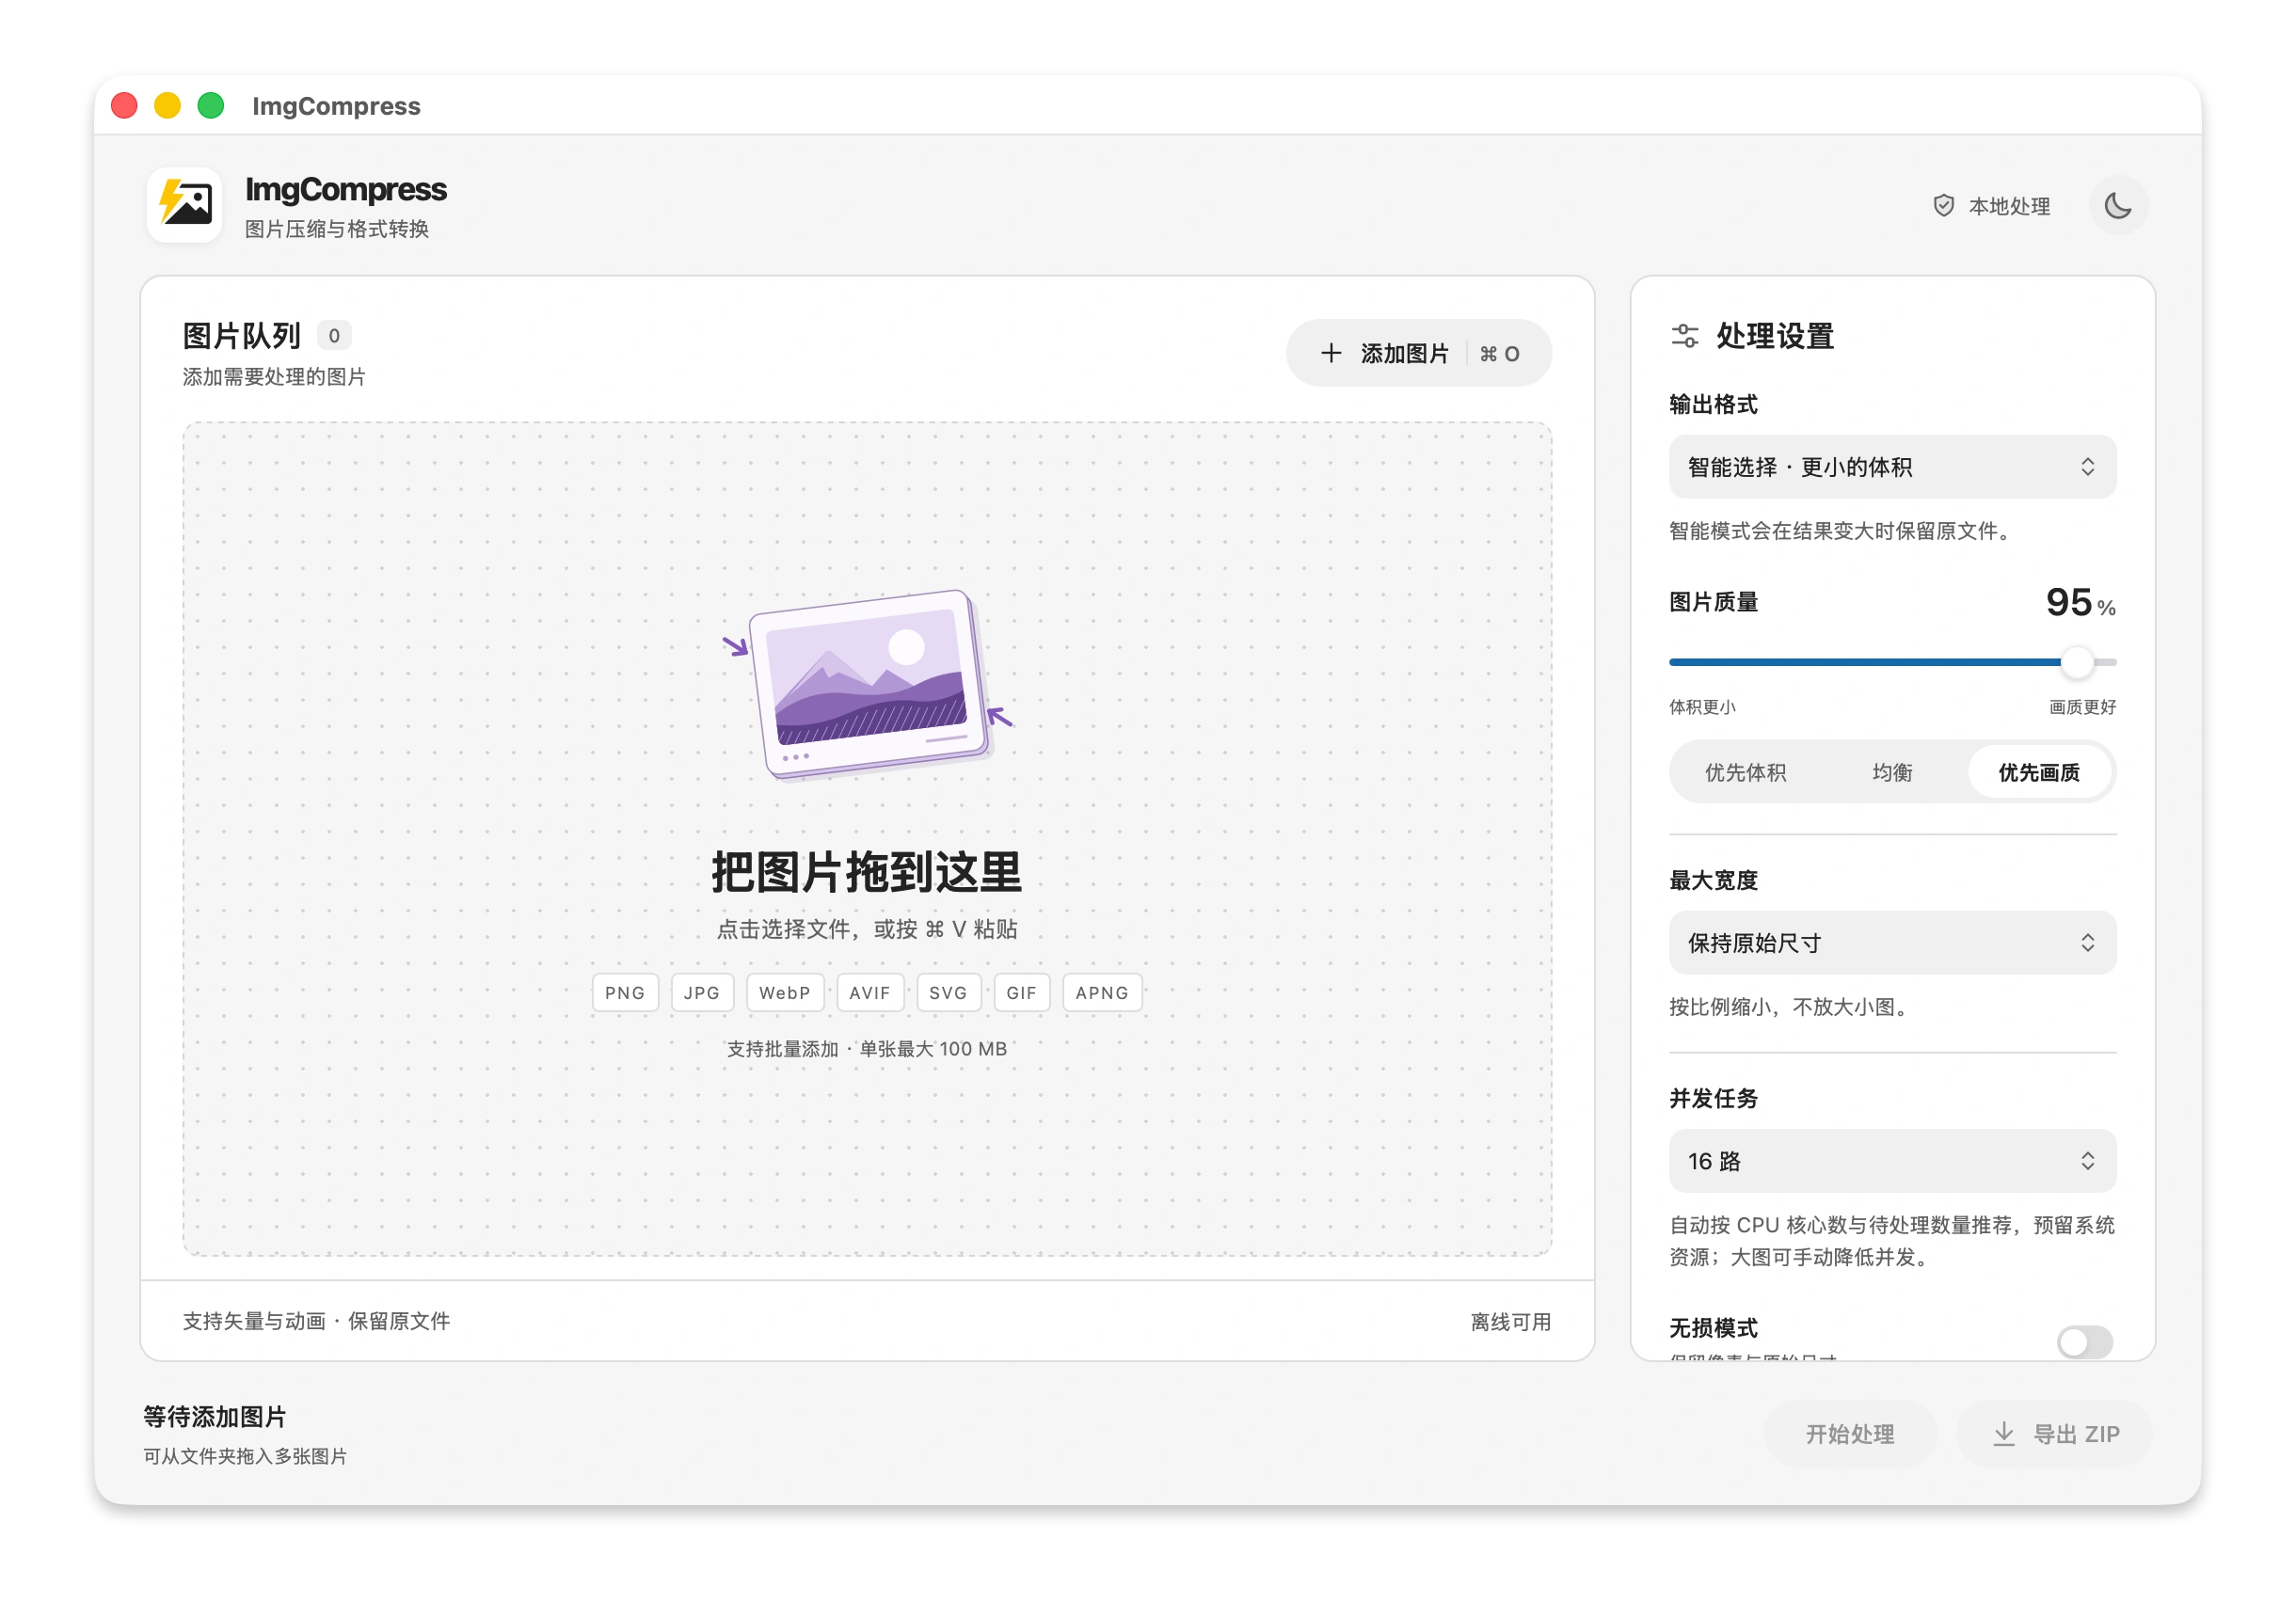 ImgCompress
ImgCompress
图片压缩与格式转换
本地处理
图片队列 0
添加需要处理的图片
添加图片 ⌘ O
把图片拖到这里
点击选择文件，或按 ⌘ V 粘贴
PNG JPG WebP AVIF SVG GIF APNG
支持批量添加 · 单张最大 100 MB
支持矢量与动画 · 保留原文件
离线可用
处理设置
输出格式
智能选择 · 更小的体积
智能模式会在结果变大时保留原文件。
图片质量 95 %
体积更小 画质更好
优先体积 均衡 优先画质
最大宽度
保持原始尺寸
按比例缩小，不放大小图。
并发任务
16 路
自动按 CPU 核心数与待处理数量推荐，预留系统
资源；大图可手动降低并发。
无损模式
等待添加图片
可从文件夹拖入多张图片
开始处理
导出 ZIP